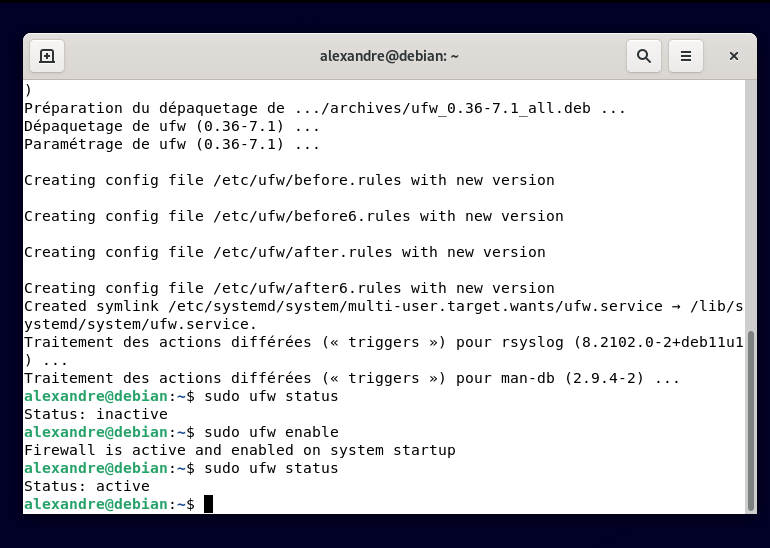 alexandre@debian: ~
)
Préparation du dépaquetage de .../archives/ufw_0.36-7.1_all.deb ...
Dépaquetage de ufw (0.36-7.1) ...
Paramétrage de ufw (0.36-7.1) ...
Creating config file /etc/ufw/before.rules with new version
Creating config file /etc/ufw/before6.rules with new version
Creating config file /etc/ufw/after.rules with new version
Creating config file /etc/ufw/after6.rules with new version
Created symlink /etc/systemd/system/multi-user.target.wants/ufw.service → /lib/s
ystemd/system/ufw.service.
Traitement des actions différées (« triggers ») pour rsyslog (8.2102.0-2+deb11u1
) ...
Traitement des actions différées (« triggers ») pour man-db (2.9.4-2) ...
alexandre@debian:~$ sudo ufw status
Status: inactive
alexandre@debian:~$ sudo ufw enable
Firewall is active and enabled on system startup
alexandre@debian:~$ sudo ufw status
Status: active
alexandre@debian:~$